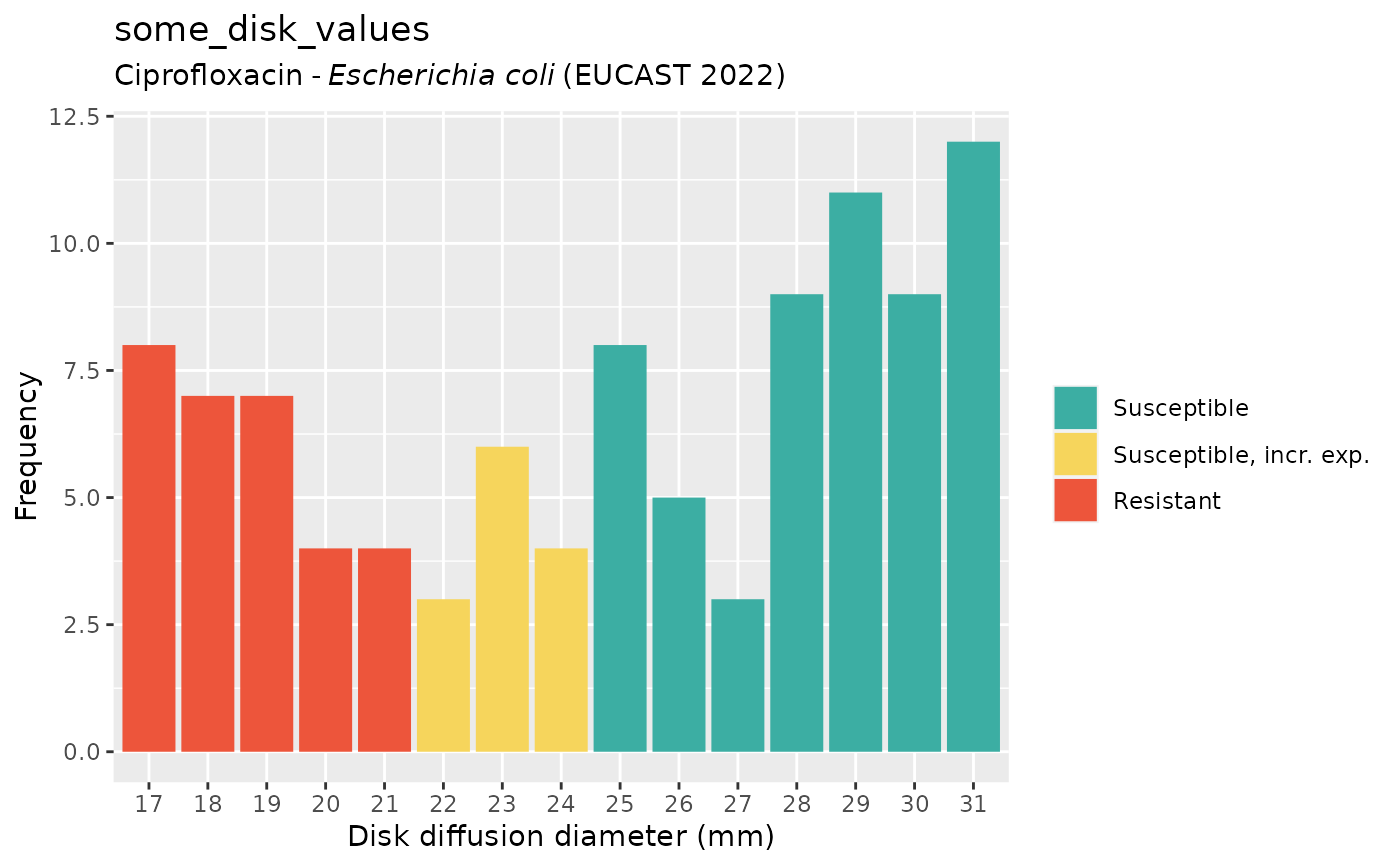 some_disk_values
Ciprofloxacin - Escherichia coli (EUCAST 2022)
Frequency
12.5
10.0
7.5
5.0
2.5
0.0
17 18 19 20 21 22 23 24 25 26 27 28 29 30 31
Disk diffusion diameter (mm)
Susceptible
Susceptible, incr. exp.
Resistant